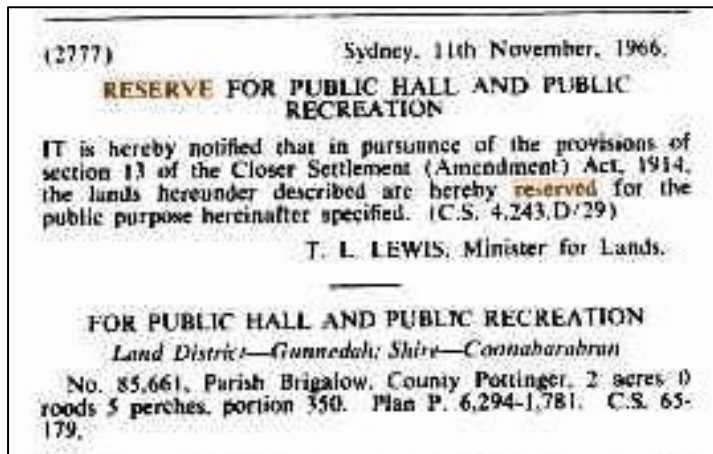 (2777) Sydney, 11th November, 1966.
RESERVE FOR PUBLIC HALL AND PUBLIC
RECREATION
IT is hereby notified that in pursuance of the provisions of
section 13 of the Closer Settlement (Amendment) Act, 1914,
the lands hereunder described are hereby reserved for the
public purpose hereinafter specified. (C.S. 4,243.D/29)
T. L. LEWIS, Minister for Lands.
FOR PUBLIC HALL AND PUBLIC RECREATION
Land District—Gunnedah; Shire—Coonabarabran
No. 85,661, Parish Brigalow, County Pottinger, 2 acres 0
roods 5 perches, portion 350. Plan P. 6,294-1,781. C.S. 65-
179.